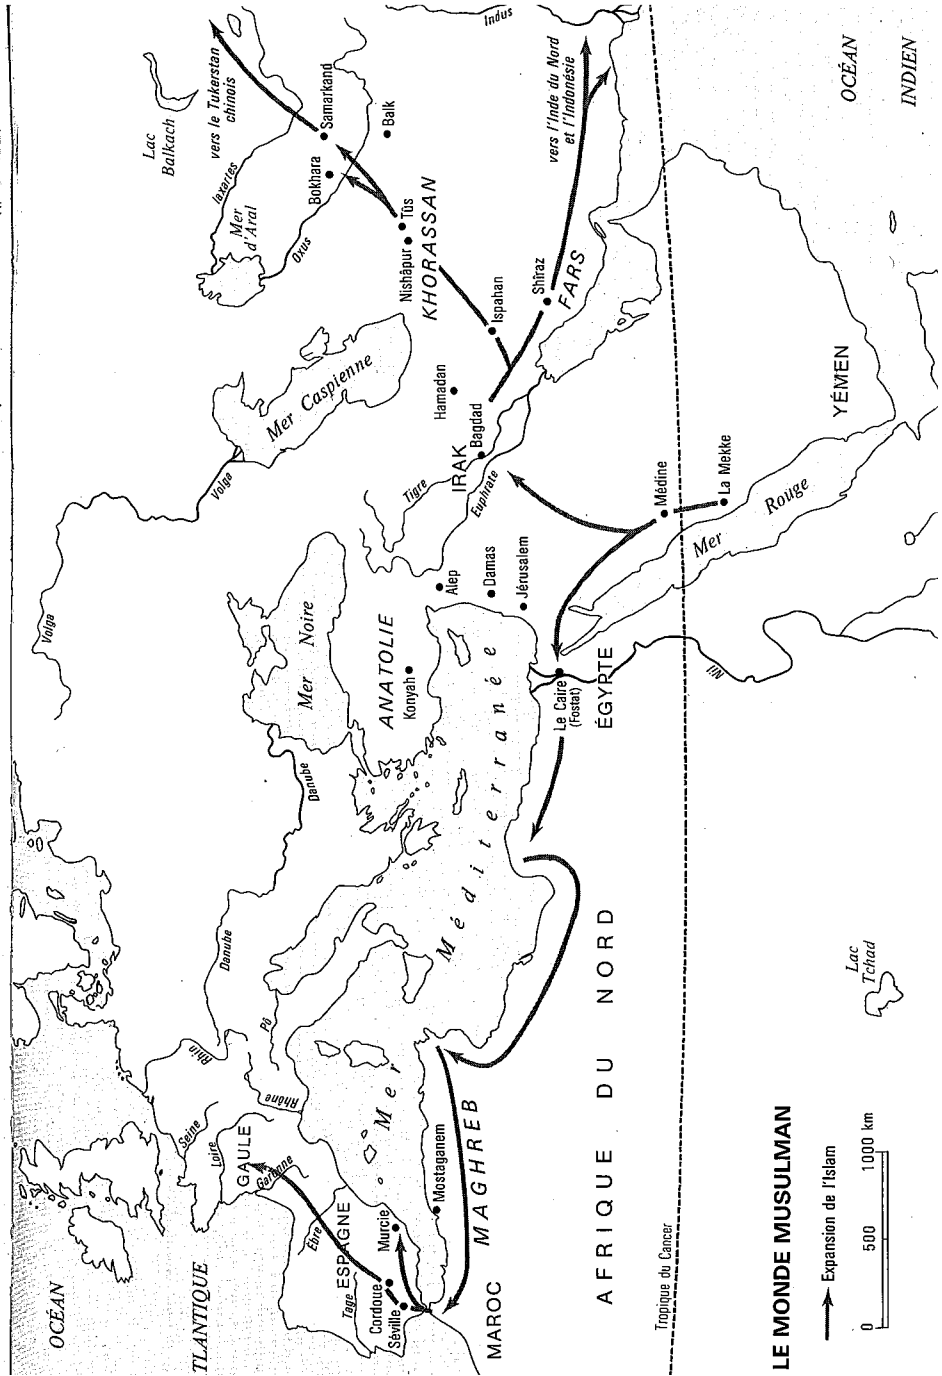 LE MONDE MUSULMAN
Expansion de l'Islam
0 500 1000 km
OCÉAN
TLANTIQUE
Seine
Loire
GAULE
Garonne
Rhin
Rhône
Pô
Danube
Danube
Volga
Volga
Ebre
ESPAGNE
Tage
Cordoue
Séville
Murcie
Mer
Méditerranée
Mostaganem
MAGHREB
MAROC
AFRIQUE DU NORD
Tropique du Cancer
Lac
Tchad
Mer Noire
ANATOLIE
Konyah
Alep
Damas
Jérusalem
Le Caire
(Fostat)
ÉGYPTE
Nil
Mer Rouge
Médine
La Mekke
YÉMEN
Tigre
IRAK
Euphrate
Bagdad
Hamadan
Ispahan
Shîraz
FARS
Mer Caspienne
Nishâpur
Tûs
KHORASSAN
Mer
d'Aral
Iaxartes
Oxus
Bokhara
Samarkand
Balk
Lac
Balkach
vers le Tukerstan
chinois
Indus
vers l'Inde du Nord
et l'Indonésie
OCÉAN
INDIEN